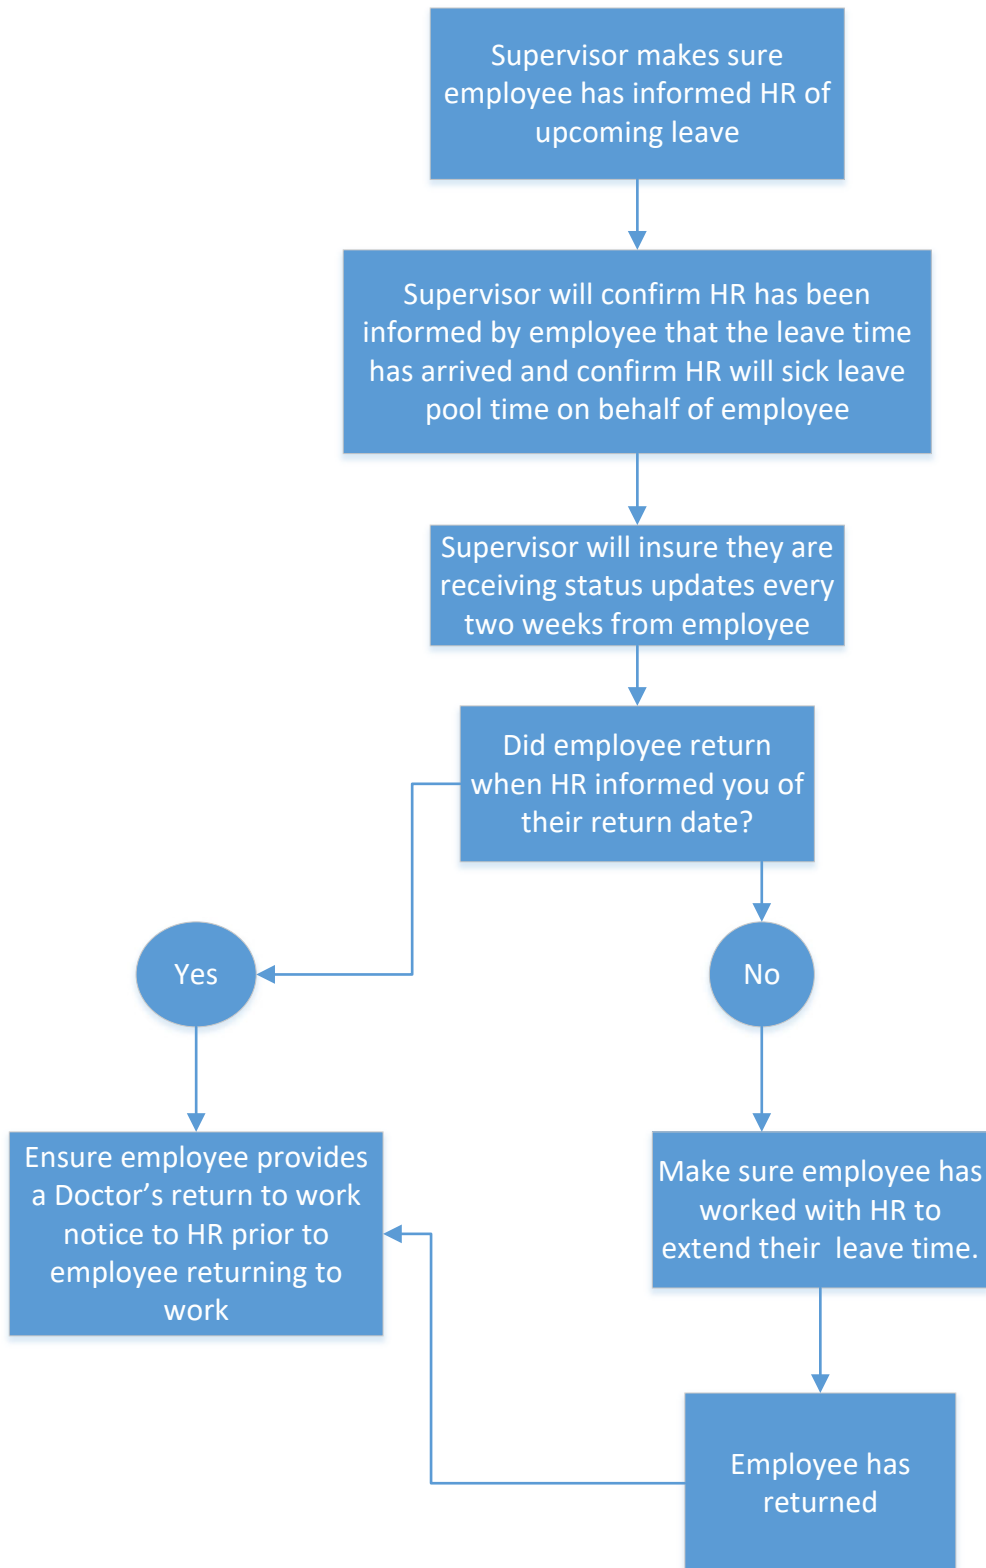 Supervisor makes sure
employee has informed HR of
upcoming leave
Supervisor will confirm HR has been
informed by employee that the leave time
has arrived and confirm HR will sick leave
pool time on behalf of employee
Supervisor will insure they are
receiving status updates every
two weeks from employee
Did employee return
when HR informed you of
their return date?
Yes
No
Ensure employee provides
a Doctor’s return to work
notice to HR prior to
employee returning to
work
Make sure employee has
worked with HR to
extend their  leave time.
Employee has
returned